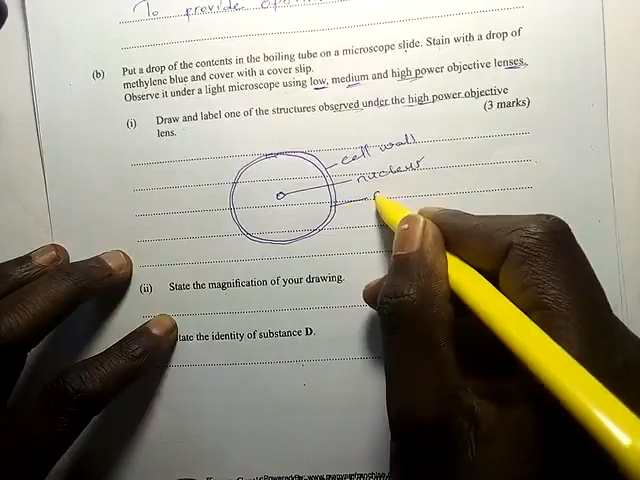 To provide
(b) Put a drop of the contents in the boiling tube on a microscope slide. Stain with a drop of
methylene blue and cover with a cover slip.
Observe it under a light microscope using low, medium and high power objective lenses.
(i) Draw and label one of the structures observed under the high power objective
lens. (3 marks)
cell wall
nucleus
(ii) State the magnification of your drawing.
tate the identity of substance D.